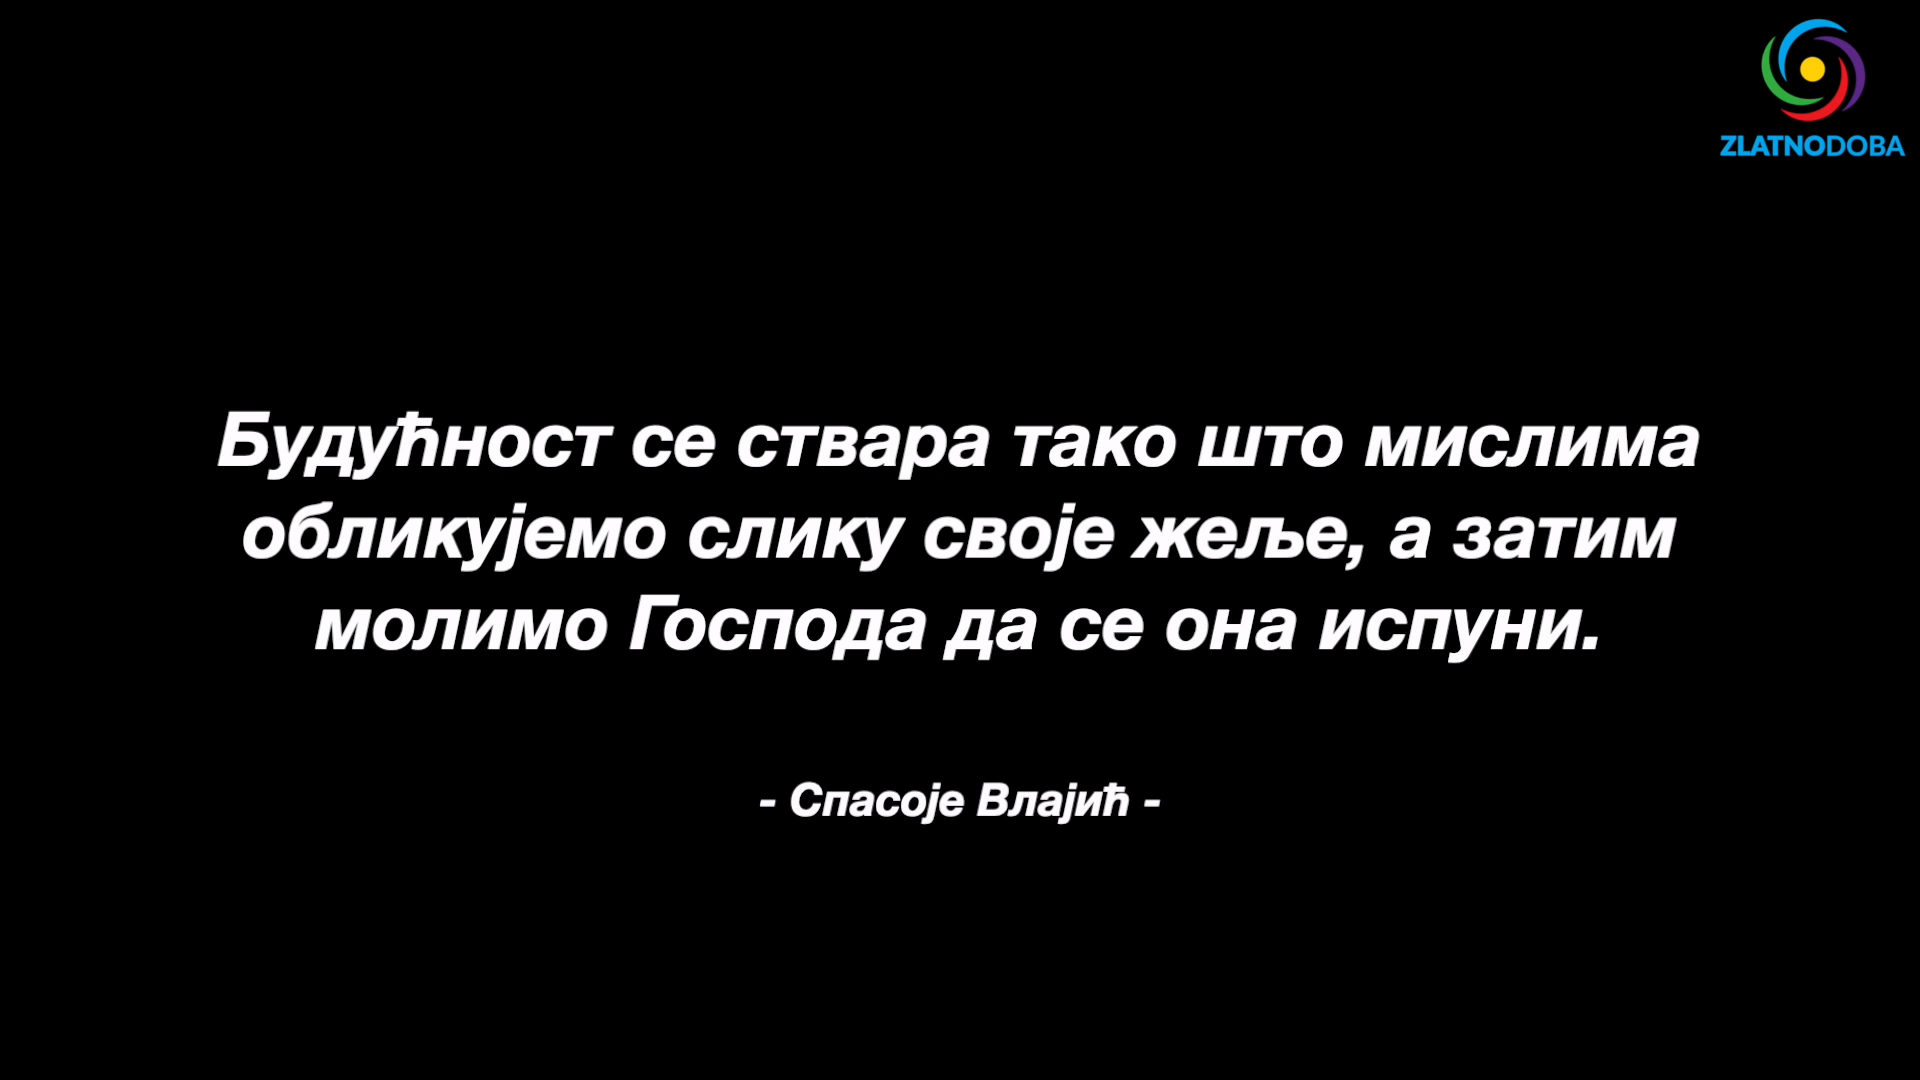 ZLATNODOBA
Будућност се ствара тако што мислима
обликујемо слику своје жеље, а затим
молимо Господа да се она испуни.
- Спасоје Влајић -